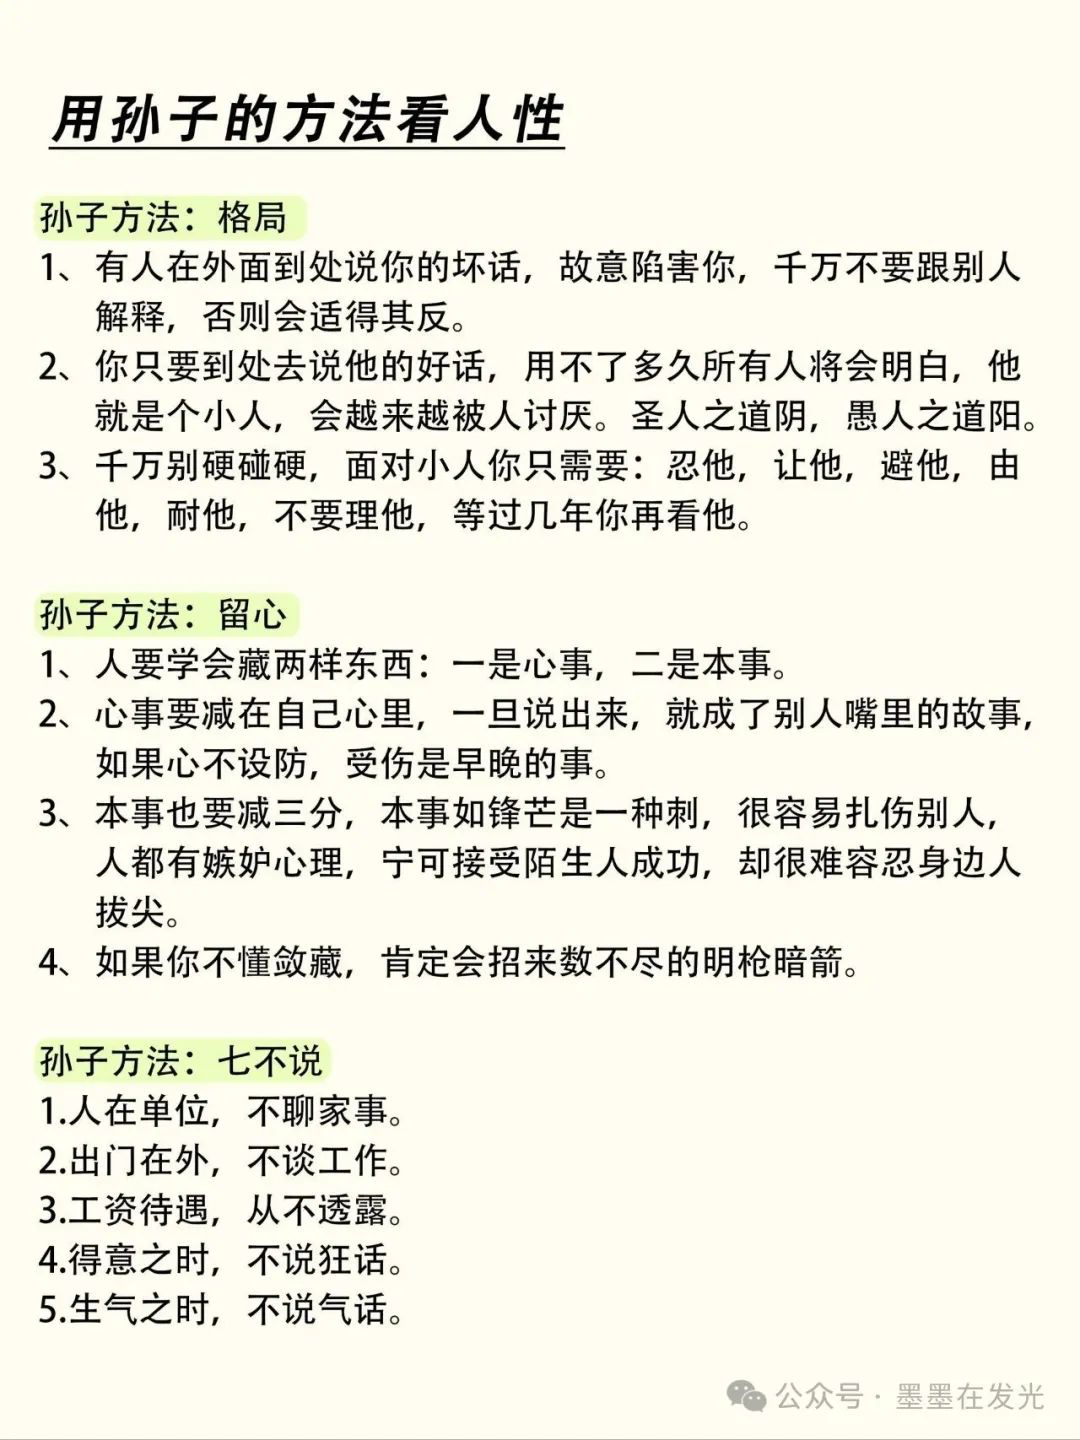 用孙子的方法看人性
孙子方法：格局
1、有人在外面到处说你的坏话，故意陷害你，千万不要跟别人
解释，否则会适得其反。
2、你只要到处去说他的好话，用不了多久所有人将会明白，他
就是个小人，会越来越被人讨厌。圣人之道阴，愚人之道阳。
3、千万别硬碰硬，面对小人你只需要：忍他，让他，避他，由
他，耐他，不要理他，等过几年你再看他。
孙子方法：留心
1、人要学会藏两样东西：一是心事，二是本事。
2、心事要减在自己心里，一旦说出来，就成了别人嘴里的故事，
如果心不设防，受伤是早晚的事。
3、本事也要减三分，本事如锋芒是一种刺，很容易扎伤别人，
人都有嫉妒心理，宁可接受陌生人成功，却很难容忍身边人
拔尖。
4、如果你不懂敛藏，肯定会招来数不尽的明枪暗箭。
孙子方法：七不说
1.人在单位，不聊家事。
2.出门在外，不谈工作。
3.工资待遇，从不透露。
4.得意之时，不说狂话。
5.生气之时，不说气话。
公众号·墨墨在发光